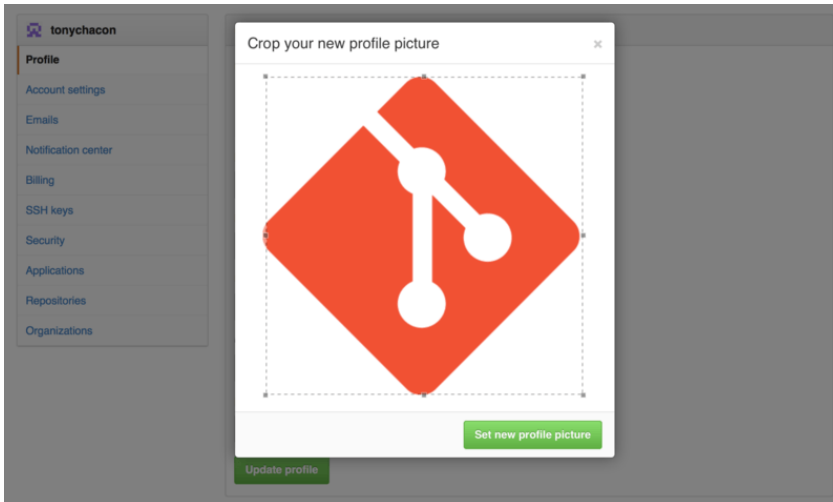 tonychacon
Profile
Account settings
Emails
Notification center
Billing
SSH keys
Security
Applications
Repositories
Organizations
Crop your new profile picture ×
Set new profile picture
Update profile